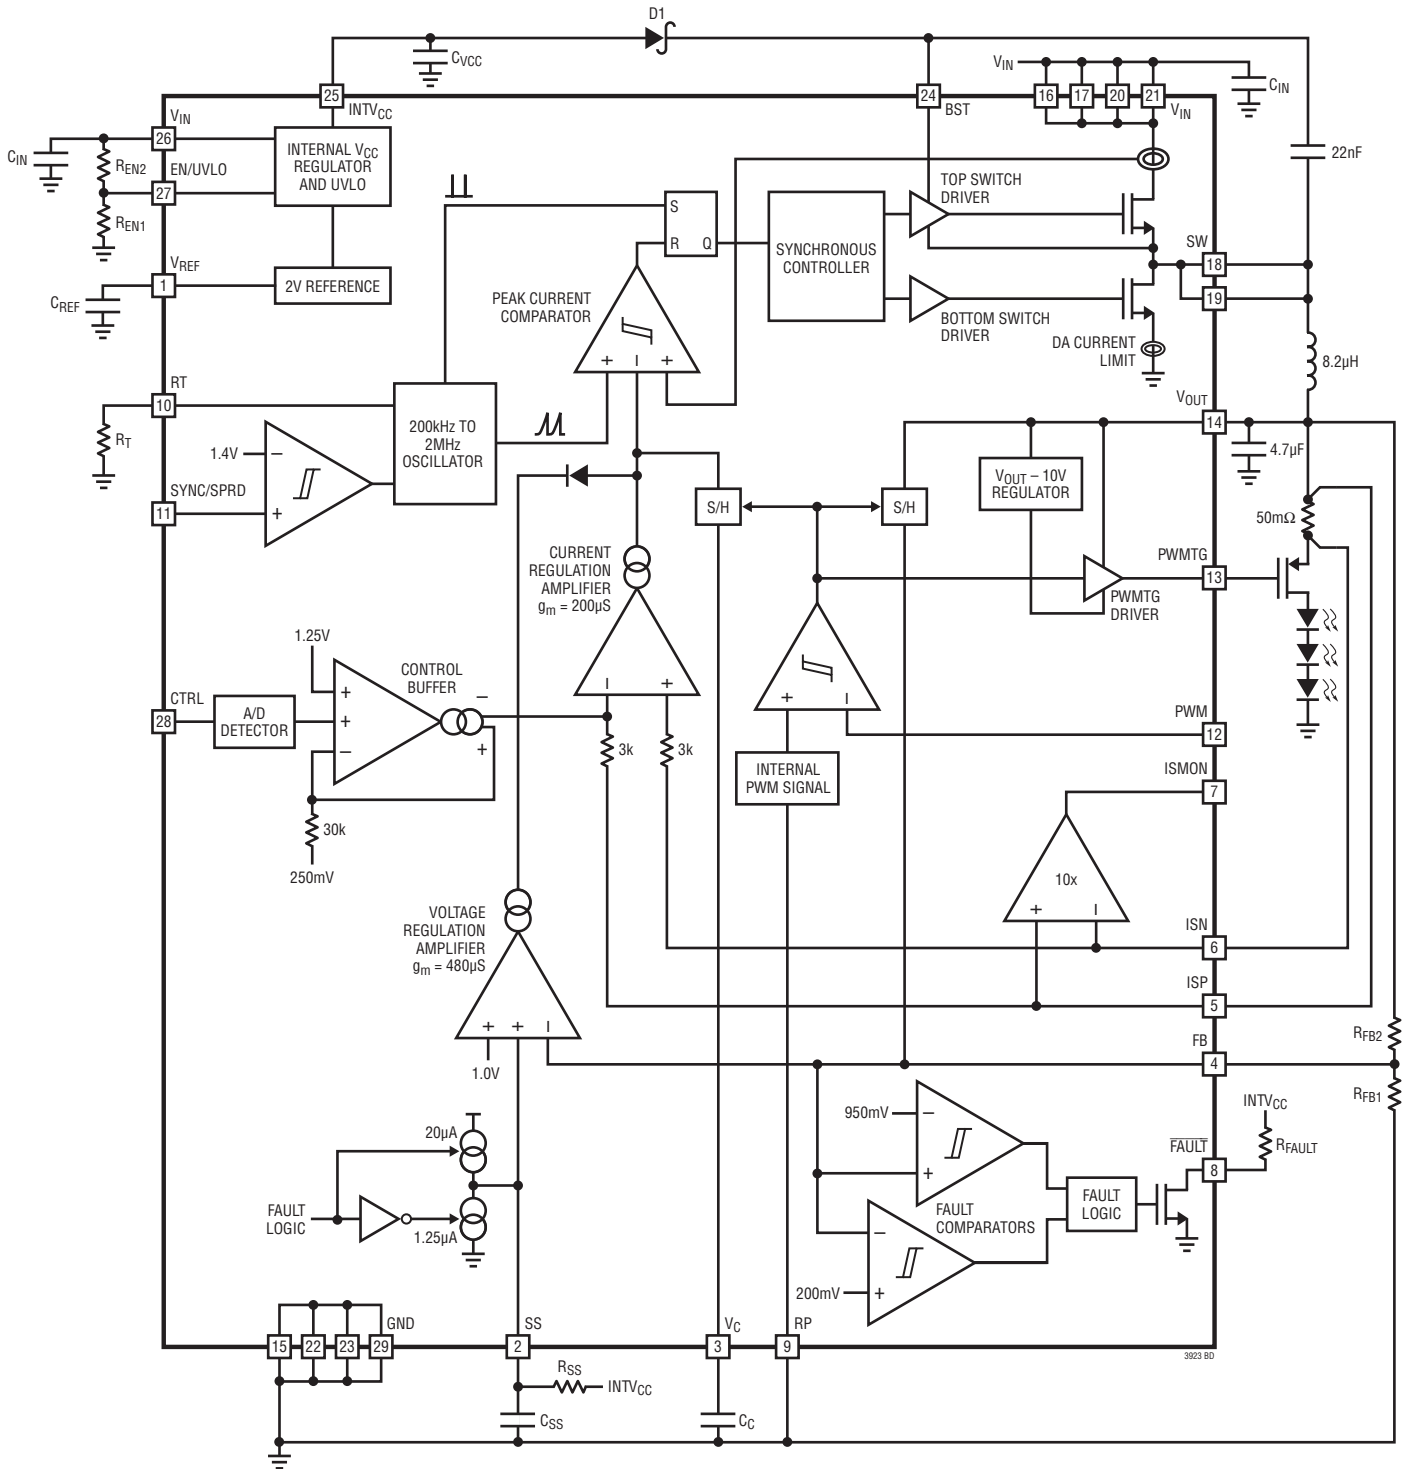 D1
CVCC
VIN
CIN
25
INTVCC
24
BST
16
17
20
21
VIN
VIN
26
CIN
REN2
EN/UVLO
27
REN1
INTERNAL VCC
REGULATOR
AND UVLO
22nF
TOP SWITCH
DRIVER
S
R
Q
SYNCHRONOUS
CONTROLLER
SW
18
19
VREF
1
CREF
2V REFERENCE
PEAK CURRENT
COMPARATOR
+
–
+
BOTTOM SWITCH
DRIVER
DA CURRENT
LIMIT
8.2µH
RT
10
RT
200kHz TO
2MHz
OSCILLATOR
VOUT
14
4.7µF
1.4V
–
+
SYNC/SPRD
11
S/H
S/H
VOUT – 10V
REGULATOR
50mΩ
CURRENT
REGULATION
AMPLIFIER
gm = 200µS
PWMTG
13
PWMTG
DRIVER
1.25V
CONTROL
BUFFER
+
+
–
–
+
CTRL
28
A/D
DETECTOR
–
+
+
–
PWM
12
3k
3k
INTERNAL
PWM SIGNAL
ISMON
7
30k
250mV
10x
+
–
VOLTAGE
REGULATION
AMPLIFIER
gm = 480µS
ISN
6
ISP
5
+
+
–
1.0V
FB
4
RFB2
RFB1
950mV
–
+
INTVCC
RFAULT
FAULT
8
20µA
FAULT
LOGIC
1.25µA
FAULT
COMPARATORS
FAULT
LOGIC
–
200mV
+
GND
15
22
23
29
SS
2
VC
3
RP
9
3923 BD
RSS
INTVCC
CSS
CC